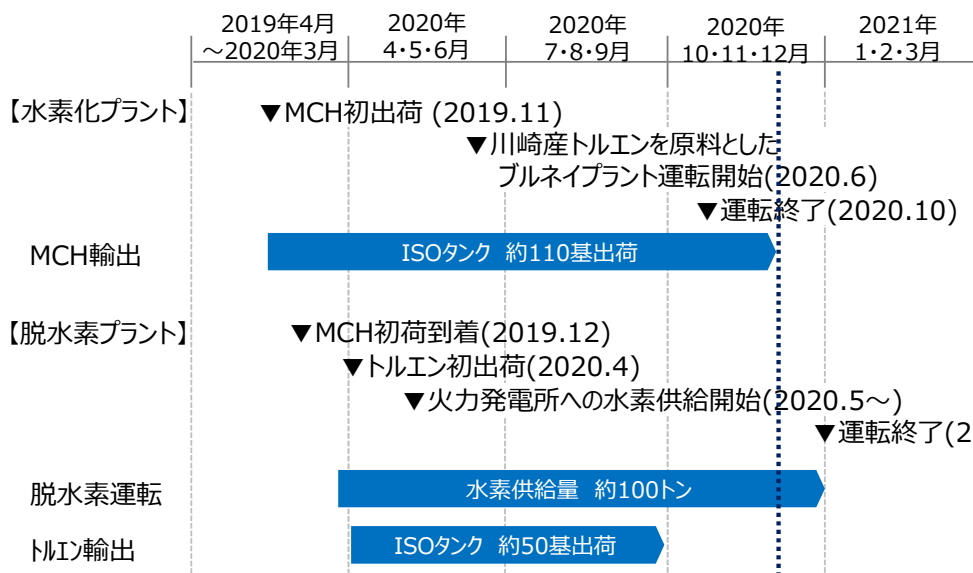 2019年4月
～2020年3月
2020年
4・5・6月
2020年
7・8・9月
2020年
10・11・12月
2021年
1・2・3月
【水素化プラント】
▼MCH初出荷 (2019.11)
▼川崎産トルエンを原料とした
ブルネイプラント運転開始(2020.6)
▼運転終了(2020.10)
MCH輸出
ISOタンク 約110基出荷
【脱水素プラント】
▼MCH初荷到着(2019.12)
▼トルエン初出荷(2020.4)
▼火力発電所への水素供給開始(2020.5～)
▼運転終了(2
脱水素運転
水素供給量 約100トン
トルエン輸出
ISOタンク 約50基出荷